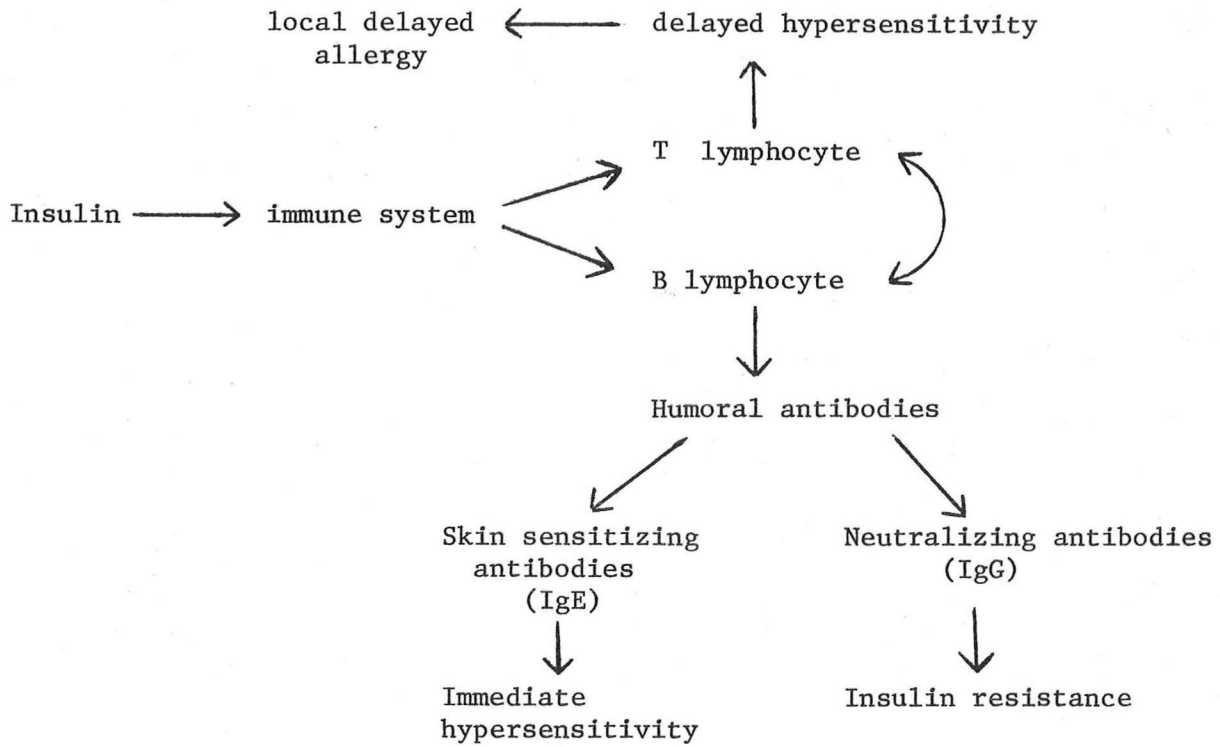 local delayed
allergy
delayed hypersensitivity
T lymphocyte
Insulin
immune system
B lymphocyte
Humoral antibodies
Skin sensitizing
antibodies
(IgE)
Neutralizing antibodies
(IgG)
Immediate
hypersensitivity
Insulin resistance